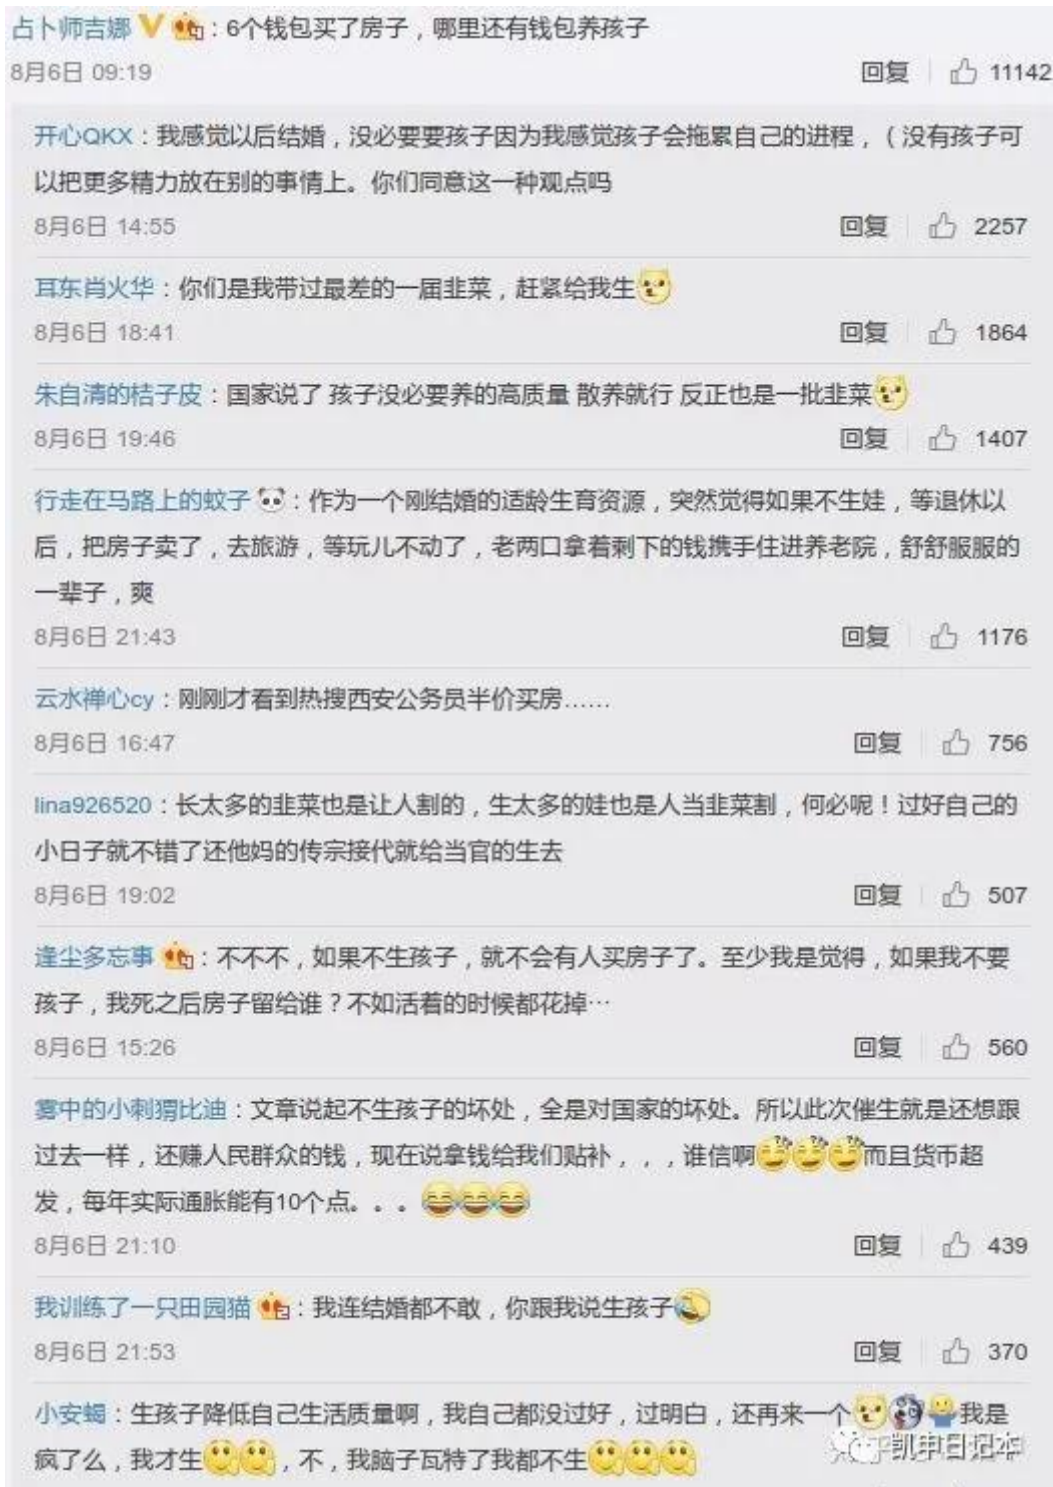 占卜师吉娜：6个钱包买了房子，哪里还有钱包养孩子
8月6日 09:19 回复 11142
开心QKX：我感觉以后结婚，没必要要孩子因为我感觉孩子会拖累自己的进程，（没有孩子可
以把更多精力放在别的事情上。你们同意这一种观点吗
8月6日 14:55 回复 2257
耳东肖火华：你们是我带过最差的一届韭菜，赶紧给我生
8月6日 18:41 回复 1864
朱自清的桔子皮：国家说了 孩子没必要养的高质量 散养就行 反正也是一批韭菜
8月6日 19:46 回复 1407
行走在马路上的蚊子：作为一个刚结婚的适龄生育资源，突然觉得如果不生娃，等退休以
后，把房子卖了，去旅游，等玩儿不动了，老两口拿着剩下的钱携手住进养老院，舒舒服服的
一辈子，爽
8月6日 21:43 回复 1176
云水禅心cy：刚刚才看到热搜西安公务员半价买房……
8月6日 16:47 回复 756
lina926520：长太多的韭菜也是让人割的，生太多的娃也是人当韭菜割，何必呢！过好自己的
小日子就不错了还他妈的传宗接代就给当官的生去
8月6日 19:02 回复 507
逢尘多忘事：不不不，如果不生孩子，就不会有人买房子了。至少我是觉得，如果我不要
孩子，我死之后房子留给谁？不如活着的时候都花掉…
8月6日 15:26 回复 560
雾中的小刺猬比迪：文章说起不生孩子的坏处，全是对国家的坏处。所以此次催生就是还想跟
过去一样，还赚人民群众的钱，现在说拿钱给我们贴补，，，谁信啊而且货币超
发，每年实际通胀能有10个点。。。
8月6日 21:10 回复 439
我训练了一只田园猫：我连结婚都不敢，你跟我说生孩子
8月6日 21:53 回复 370
小安蝎：生孩子降低自己生活质量啊，我自己都没过好，过明白，还再来一个我是
疯了么，我才生，不，我脑子瓦特了我都不生
凯申日记本